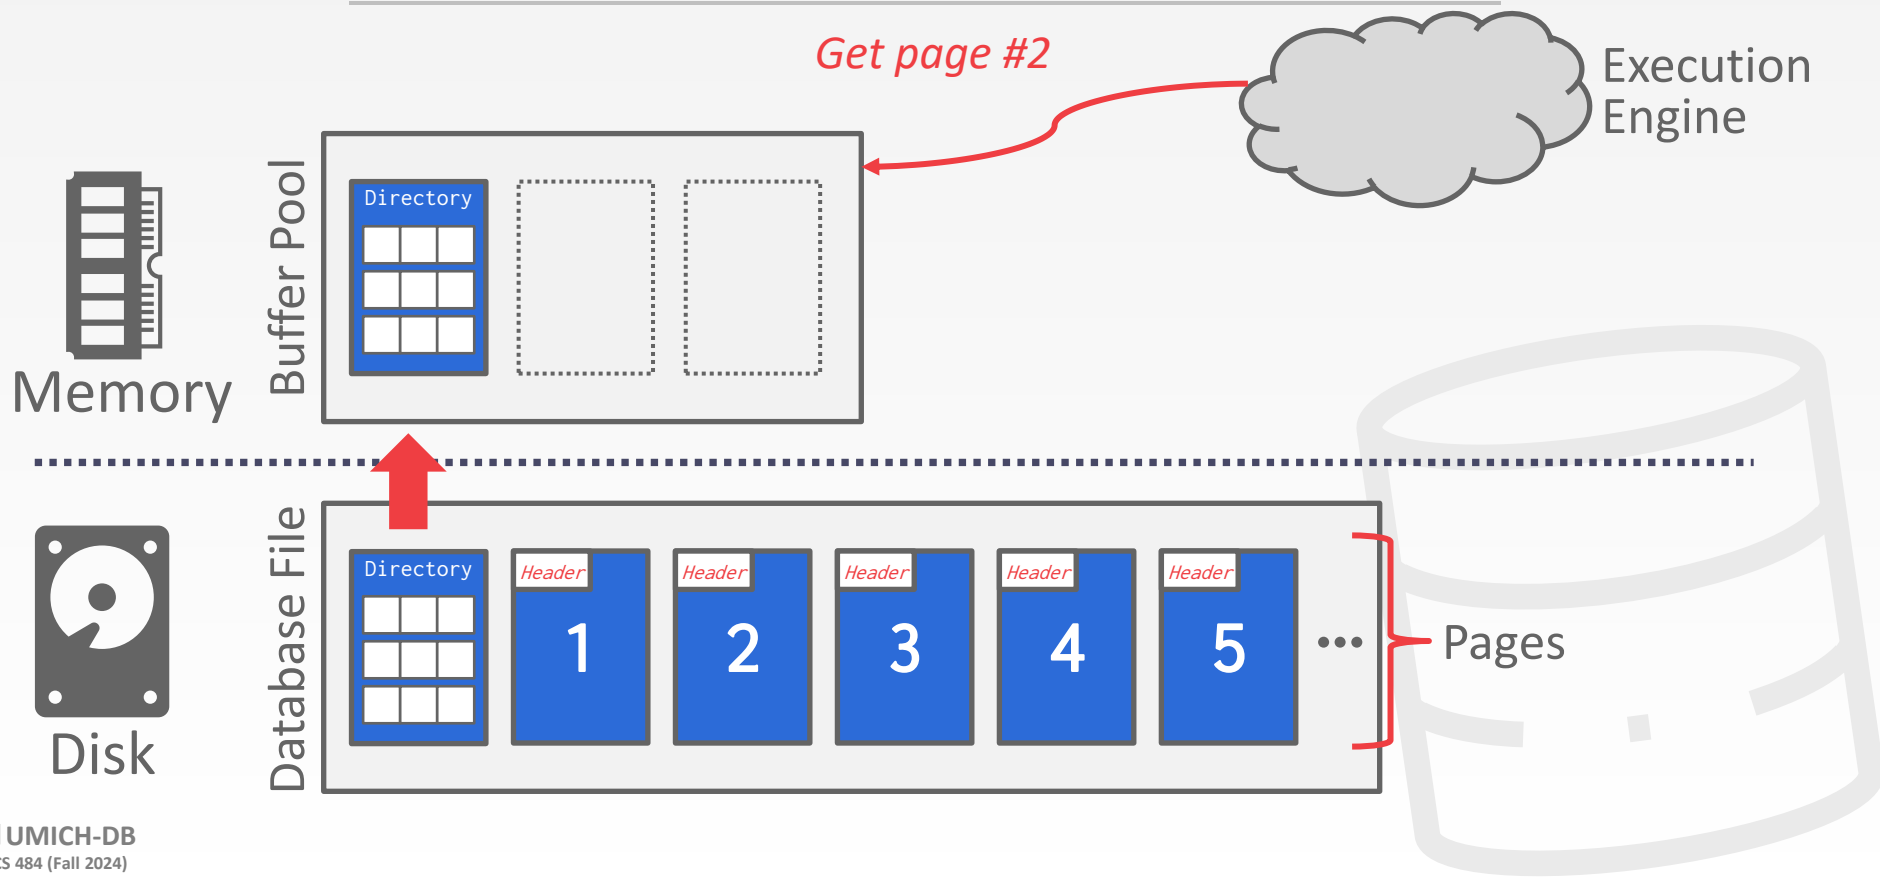 Get page #2
Execution
Engine
Buffer Pool
Directory
Memory
Database File
Directory
Header
1
Header
2
Header
3
Header
4
Header
5
...
Pages
Disk
UMICH-DB
CS 484 (Fall 2024)